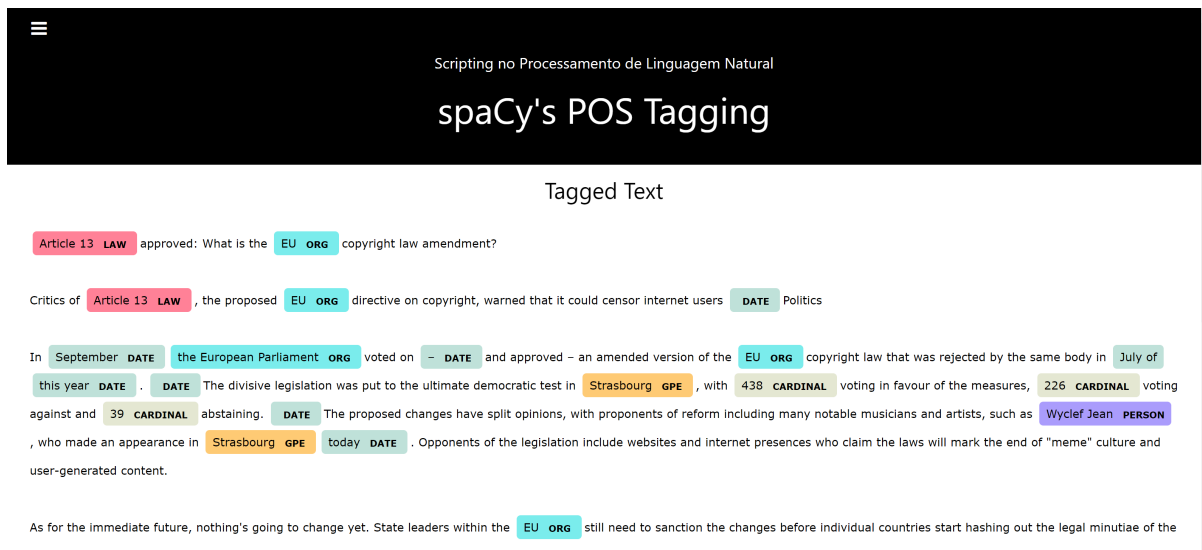 Scripting no Processamento de Linguagem Natural
spaCy's POS Tagging
Tagged Text
Article 13 LAW approved: What is the EU ORG copyright law amendment?
Critics of Article 13 LAW , the proposed EU ORG directive on copyright, warned that it could censor internet users DATE Politics
In September DATE the European Parliament ORG voted on – DATE and approved – an amended version of the EU ORG copyright law that was rejected by the same body in July of
this year DATE . DATE The divisive legislation was put to the ultimate democratic test in Strasbourg GPE , with 438 CARDINAL voting in favour of the measures, 226 CARDINAL voting
against and 39 CARDINAL abstaining. DATE The proposed changes have split opinions, with proponents of reform including many notable musicians and artists, such as Wyclef Jean PERSON
, who made an appearance in Strasbourg GPE today DATE . Opponents of the legislation include websites and internet presences who claim the laws will mark the end of "meme" culture and
user-generated content.
As for the immediate future, nothing's going to change yet. State leaders within the EU ORG still need to sanction the changes before individual countries start hashing out the legal minutiae of the